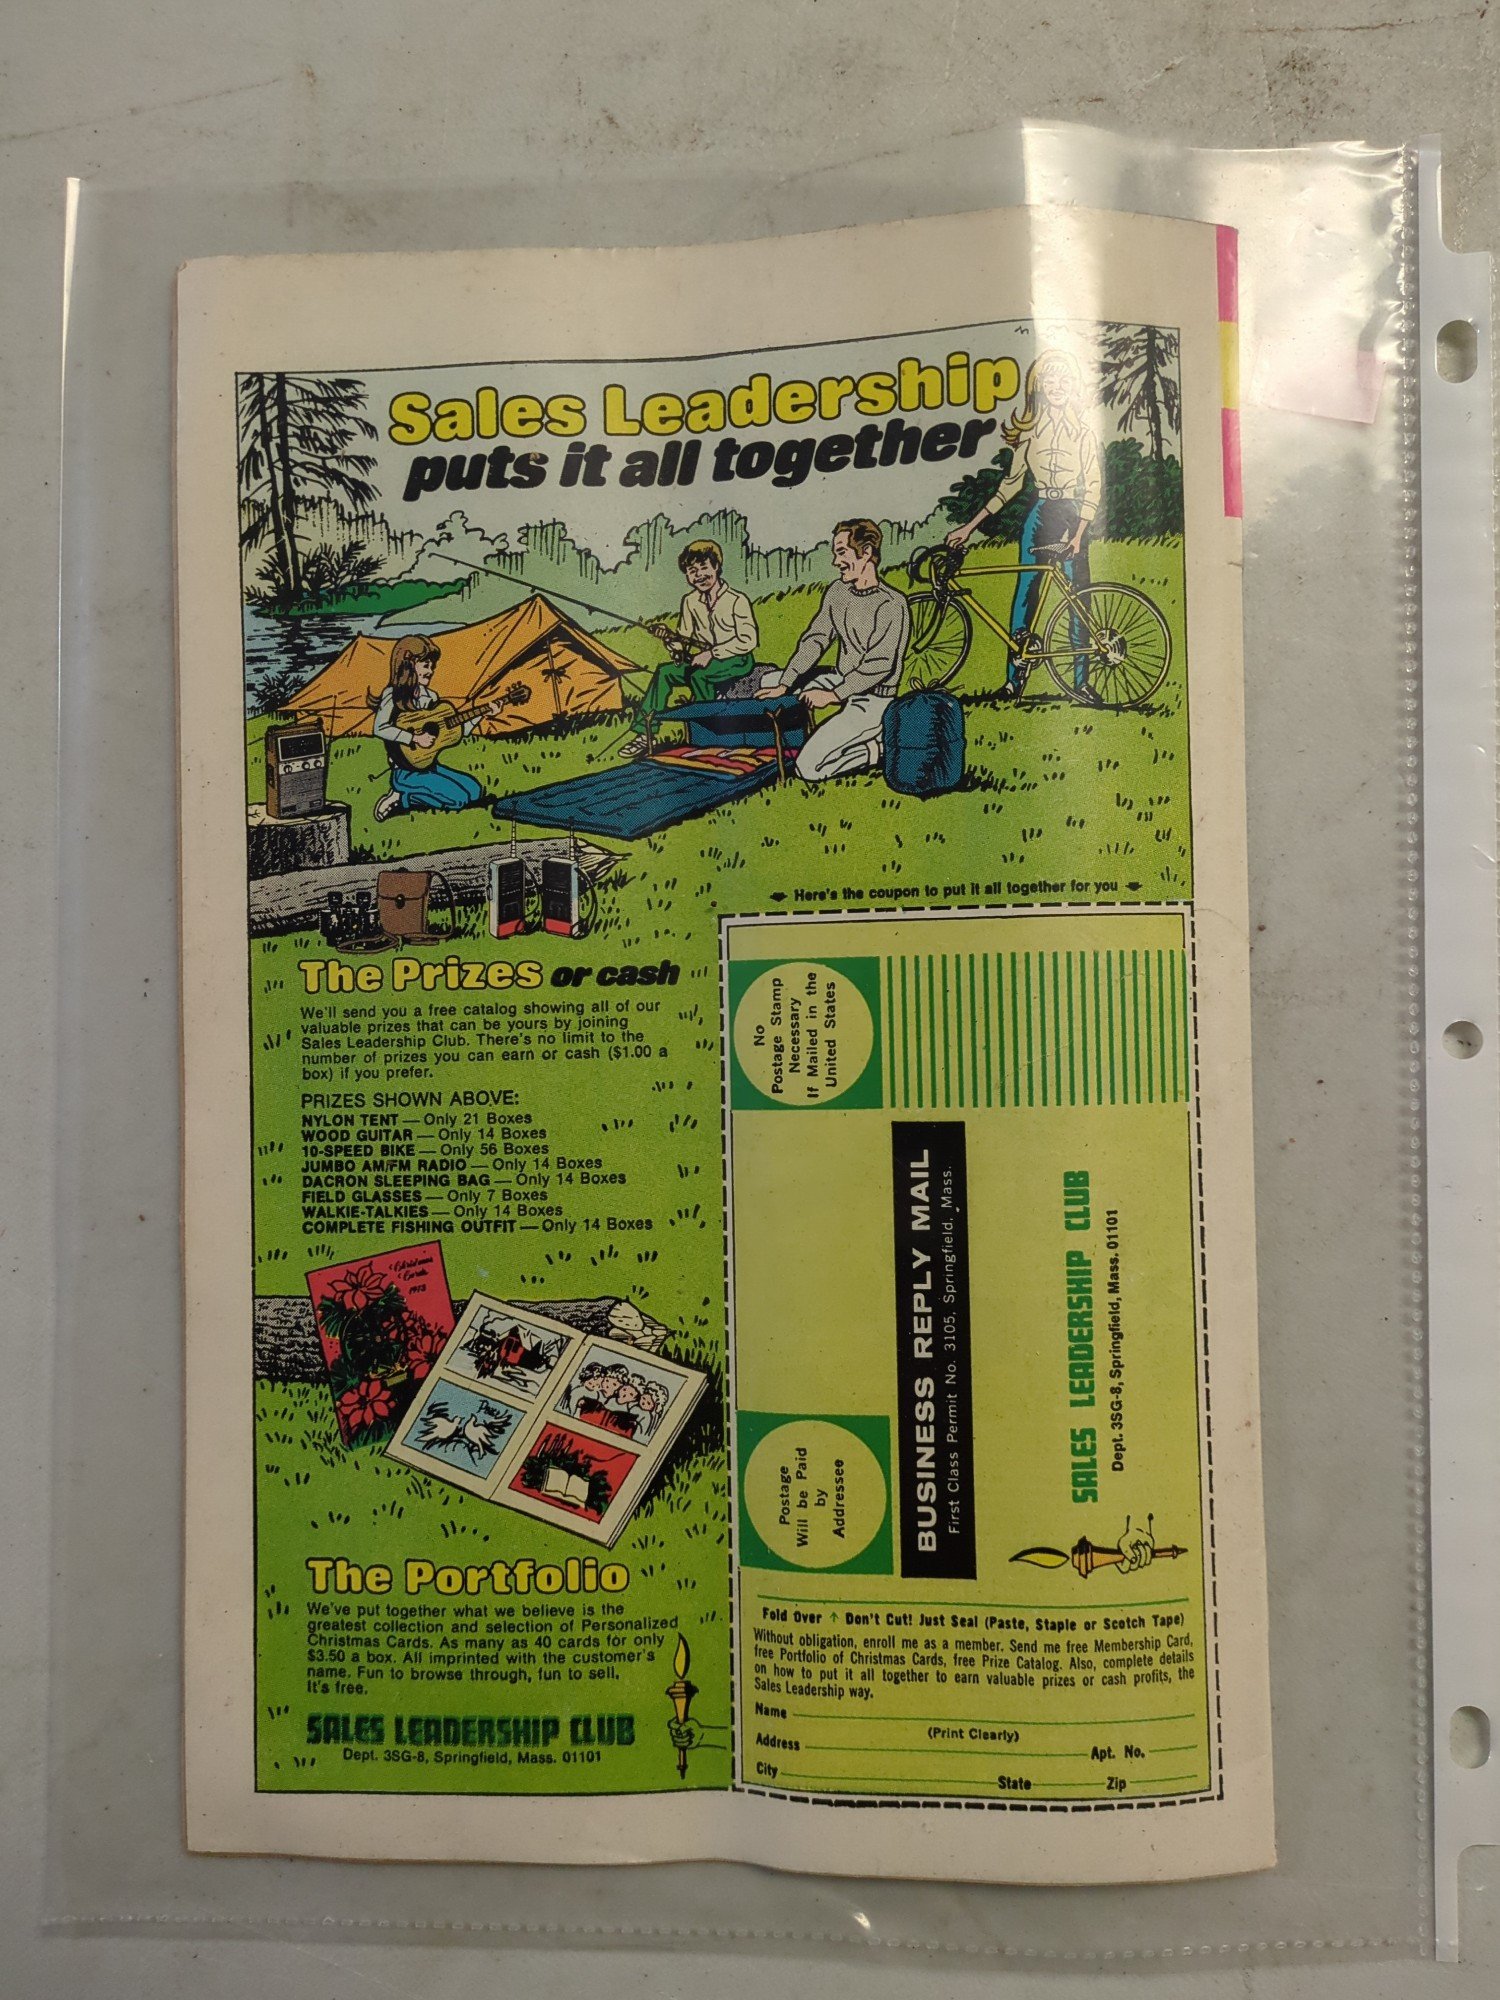 Sales Leadership
puts it all together
Here's the coupon to put it all together for you
The Prizes or cash
We'll send you a free catalog showing all of our
valuable prizes that can be yours by joining
Sales Leadership Club. There's no limit to the
number of prizes you can earn or cash ($1.00 a
box) if you prefer.
PRIZES SHOWN ABOVE:
NYLON TENT — Only 21 Boxes
WOOD GUITAR — Only 14 Boxes
10-SPEED BIKE — Only 56 Boxes
JUMBO AM/FM RADIO — Only 14 Boxes
DACRON SLEEPING BAG — Only 14 Boxes
FIELD GLASSES — Only 7 Boxes
WALKIE-TALKIES — Only 14 Boxes
COMPLETE FISHING OUTFIT — Only 14 Boxes
Christmas
Cards
1973
Peace
The Portfolio
We've put together what we believe is the
greatest collection and selection of Personalized
Christmas Cards. As many as 40 cards for only
$3.50 a box. All imprinted with the customer's
name. Fun to browse through, fun to sell.
It's free.
SALES LEADERSHIP CLUB
Dept. 3SG-8, Springfield, Mass. 01101
No
Postage Stamp
Necessary
If Mailed in the
United States
Postage
Will be Paid
by
Addressee
BUSINESS REPLY MAIL
First Class Permit No. 3105, Springfield, Mass.
SALES LEADERSHIP CLUB
Dept. 3SG-8, Springfield, Mass. 01101
Fold Over ↑ Don't Cut! Just Seal (Paste, Staple or Scotch Tape)
Without obligation, enroll me as a member. Send me free Membership Card,
free Portfolio of Christmas Cards, free Prize Catalog. Also, complete details
on how to put it all together to earn valuable prizes or cash profits, the
Sales Leadership way.
Name
(Print Clearly)
Address Apt. No.
City State Zip